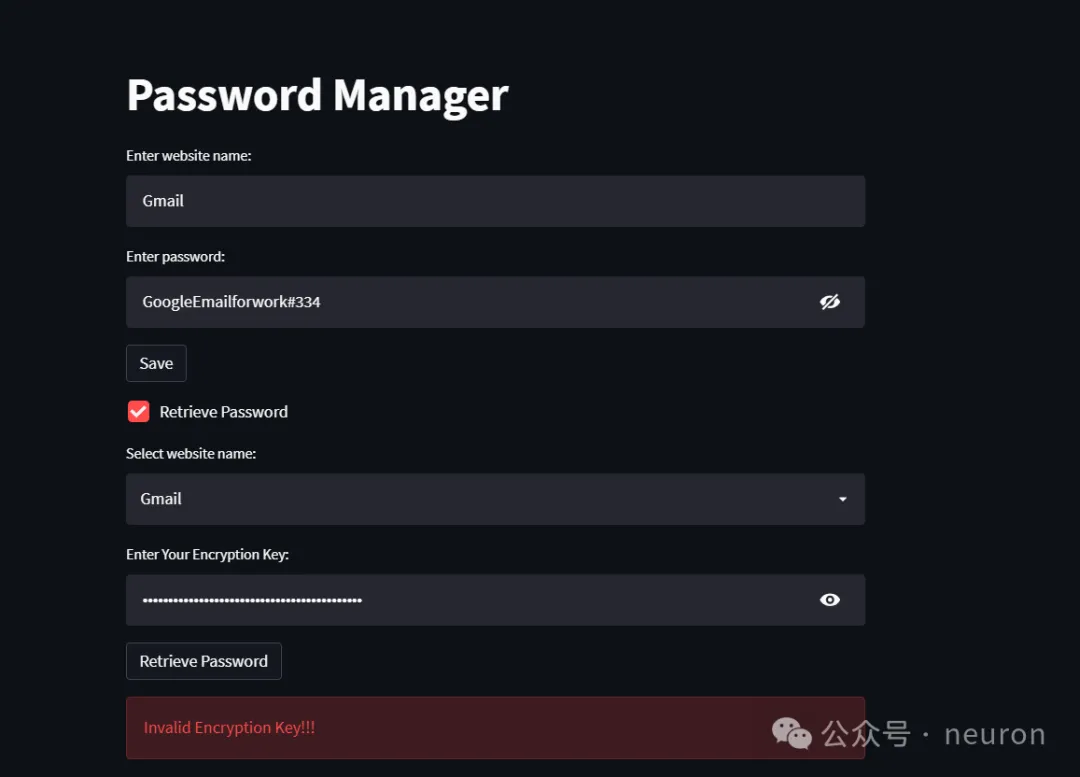 Password Manager
Enter website name:
Gmail
Enter password:
GoogleEmailforwork#334
Save
Retrieve Password
Select website name:
Gmail
Enter Your Encryption Key:
Retrieve Password
Invalid Encryption Key!!!
公众号 · neuron